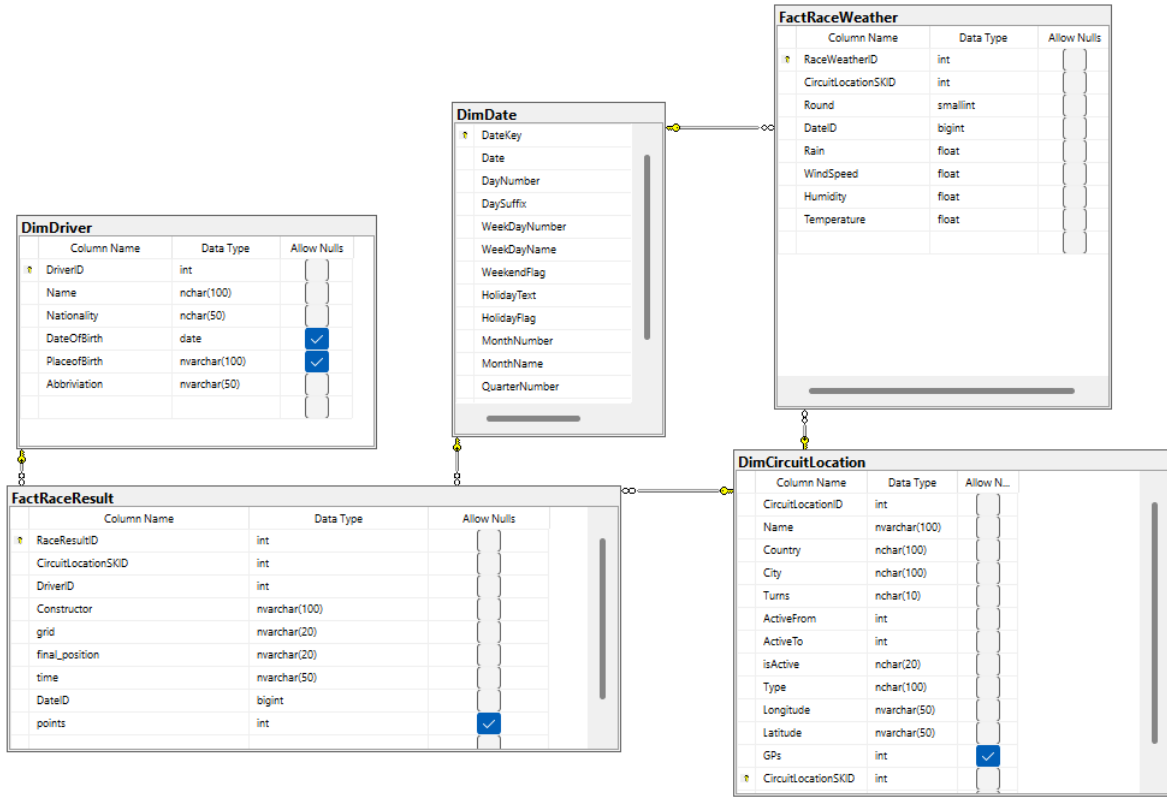 FactRaceWeather
Column Name Data Type Allow Nulls
RaceWeatherID int
CircuitLocationSKID int
Round smallint
DateID bigint
Rain float
WindSpeed float
Humidity float
Temperature float
DimDate
DateKey
Date
DayNumber
DaySuffix
WeekDayNumber
WeekDayName
WeekendFlag
HolidayText
HolidayFlag
MonthNumber
MonthName
QuarterNumber
DimDriver
Column Name Data Type Allow Nulls
DriverID int
Name nchar(100)
Nationality nchar(50)
DateOfBirth date
PlaceofBirth nvarchar(100)
Abbriviation nvarchar(50)
FactRaceResult
Column Name Data Type Allow Nulls
RaceResultID int
CircuitLocationSKID int
DriverID int
Constructor nvarchar(100)
grid nvarchar(20)
final_position nvarchar(20)
time nvarchar(50)
DateID bigint
points int
DimCircuitLocation
Column Name Data Type Allow N...
CircuitLocationID int
Name nvarchar(100)
Country nchar(100)
City nchar(100)
Turns nchar(10)
ActiveFrom int
ActiveTo int
isActive nchar(20)
Type nchar(100)
Longitude nvarchar(50)
Latitude nvarchar(50)
GPs int
CircuitLocationSKID int